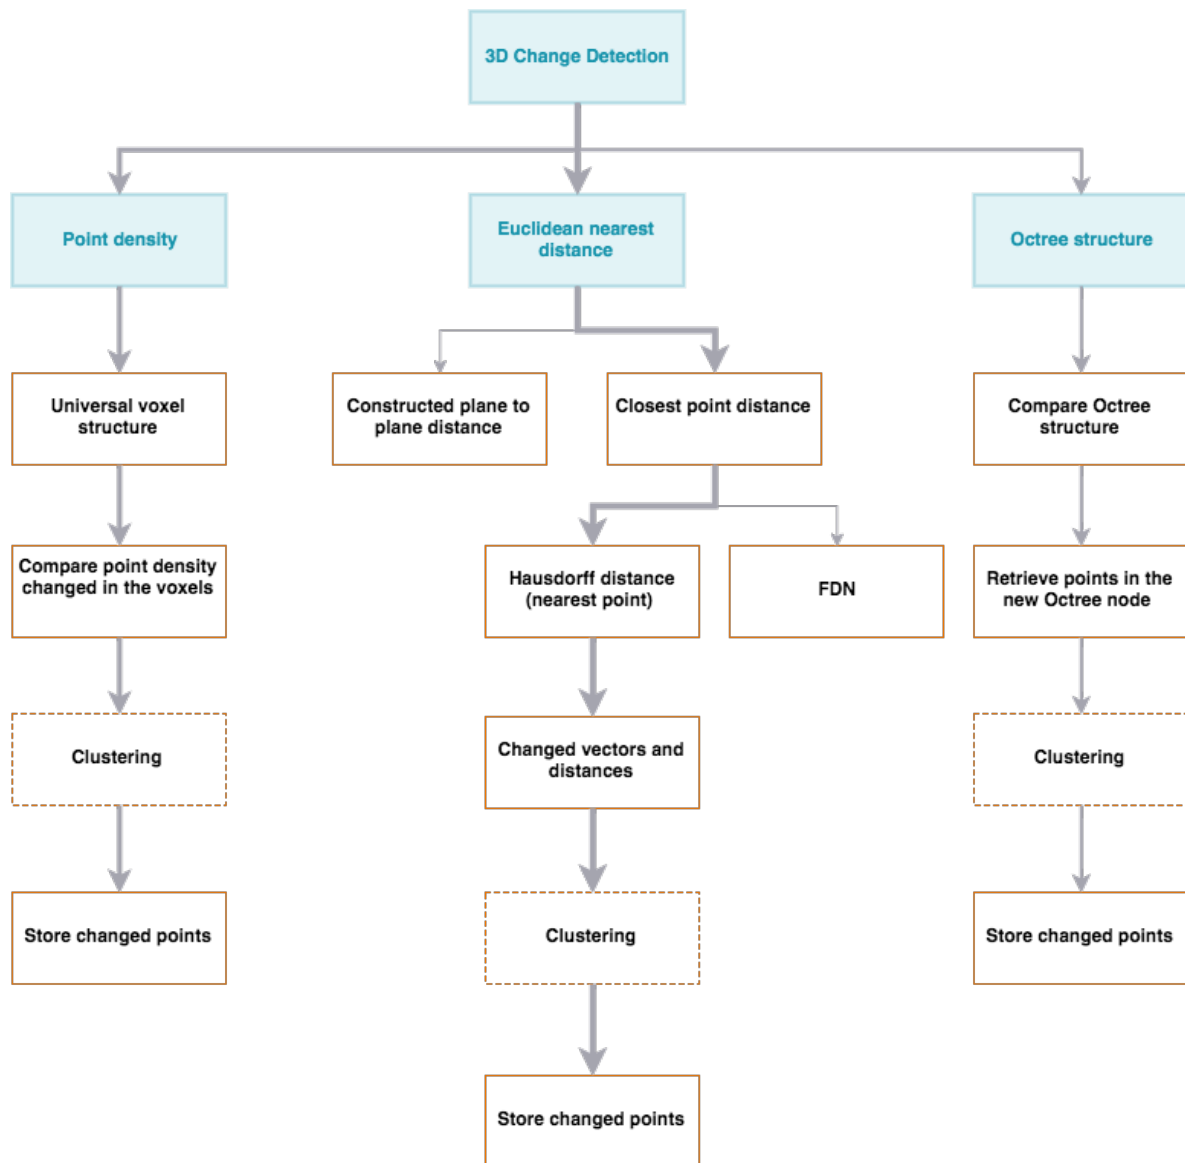 3D Change Detection
Point density
Euclidean nearest
distance
Octree structure
Universal voxel
structure
Constructed plane to
plane distance
Closest point distance
Compare Octree
structure
Compare point density
changed in the voxels
Hausdorff distance
(nearest point)
FDN
Retrieve points in the
new Octree node
Clustering
Changed vectors and
distances
Clustering
Store changed points
Clustering
Store changed points
Store changed points